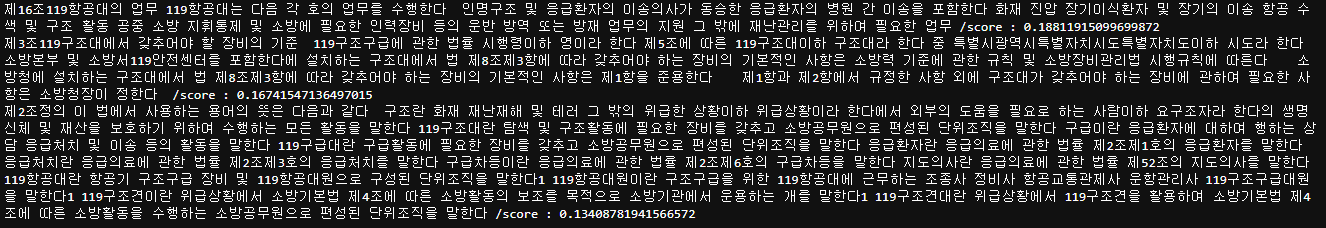 제16조119항공대의 업무 119항공대는 다음 각 호의 업무를 수행한다  인명구조 및 응급환자의 이송의사가 동승한 응급환자의 병원 간 이송을 포함한다 화재 진압 장기이식환자 및 장기의 이송 항공 수
색 및 구조 활동 공중 소방 지휘통제 및 소방에 필요한 인력장비 등의 운반 방역 또는 방재 업무의 지원 그 밖에 재난관리를 위하여 필요한 업무 /score : 0.18811915099699872
제3조119구조대에서 갖추어야 할 장비의 기준  119구조구급에 관한 법률 시행령이하 영이라 한다 제5조에 따른 119구조대이하 구조대라 한다 중 특별시광역시특별자치시도특별자치도이하 시도라 한다
소방본부 및 소방서119안전센터를 포함한다에 설치하는 구조대에서 법 제8조제3항에 따라 갖추어야 하는 장비의 기본적인 사항은 소방력 기준에 관한 규칙 및 소방장비관리법 시행규칙에 따른다    소
방청에 설치하는 구조대에서 법 제8조제3항에 따라 갖추어야 하는 장비의 기본적인 사항은 제1항을 준용한다    제1항과 제2항에서 규정한 사항 외에 구조대가 갖추어야 하는 장비에 관하여 필요한 사
항은 소방청장이 정한다  /score : 0.16741547136497015
제2조정의 이 법에서 사용하는 용어의 뜻은 다음과 같다  구조란 화재 재난재해 및 테러 그 밖의 위급한 상황이하 위급상황이라 한다에서 외부의 도움을 필요로 하는 사람이하 요구조자라 한다의 생명
신체 및 재산을 보호하기 위하여 수행하는 모든 활동을 말한다 119구조대란 탐색 및 구조활동에 필요한 장비를 갖추고 소방공무원으로 편성된 단위조직을 말한다 구급이란 응급환자에 대하여 행하는 상
담 응급처치 및 이송 등의 활동을 말한다 119구급대란 구급활동에 필요한 장비를 갖추고 소방공무원으로 편성된 단위조직을 말한다 응급환자란 응급의료에 관한 법률 제2조제1호의 응급환자를 말한다
응급처치란 응급의료에 관한 법률 제2조제3호의 응급처치를 말한다 구급차등이란 응급의료에 관한 법률 제2조제6호의 구급차등을 말한다 지도의사란 응급의료에 관한 법률 제52조의 지도의사를 말한다
119항공대란 항공기 구조구급 장비 및 119항공대원으로 구성된 단위조직을 말한다1 119항공대원이란 구조구급을 위한 119항공대에 근무하는 조종사 정비사 항공교통관제사 운항관리사 119구조구급대원
을 말한다1 119구조견이란 위급상황에서 소방기본법 제4조에 따른 소방활동의 보조를 목적으로 소방기관에서 운용하는 개를 말한다1 119구조견대란 위급상황에서 119구조견을 활용하여 소방기본법 제4
조에 따른 소방활동을 수행하는 소방공무원으로 편성된 단위조직을 말한다 /score : 0.13408781941566572